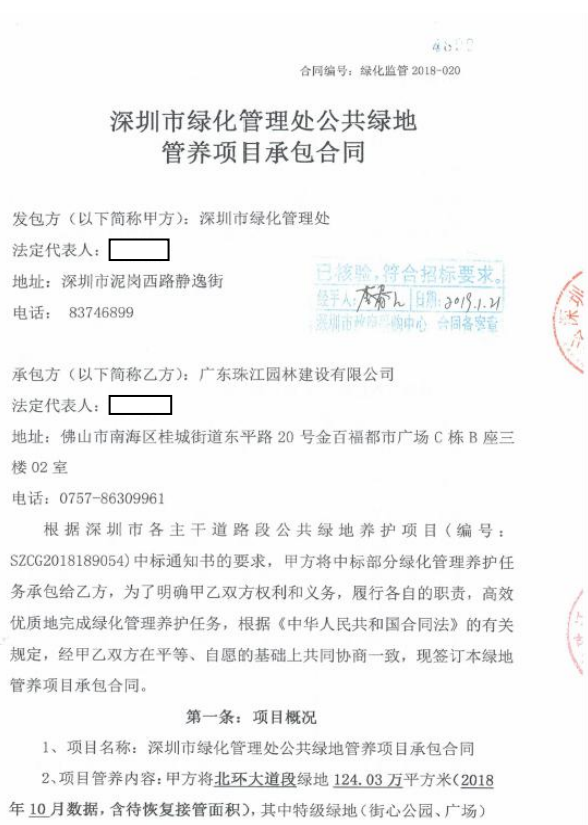 合同编号：绿化监管 2018-020
深圳市绿化管理处公共绿地
管养项目承包合同
发包方（以下简称甲方）：深圳市绿化管理处
法定代表人：
地址：深圳市泥岗西路静逸街
电话： 83746899
已核验，符合招标要求。
经手人： 日期：2019.1.21
深圳市政府采购中心 合同备案章
承包方（以下简称乙方）：广东珠江园林建设有限公司
法定代表人：
地址：佛山市南海区桂城街道东平路 20 号金百福都市广场 C 栋 B 座三
楼 02 室
电话：0757-86309961
根据深圳市各主干道路段公共绿地养护项目（编号：
SZCG2018189054)中标通知书的要求，甲方将中标部分绿化管理养护任
务承包给乙方，为了明确甲乙双方权利和义务，履行各自的职责，高效
优质地完成绿化管理养护任务，根据《中华人民共和国合同法》的有关
规定，经甲乙双方在平等、自愿的基础上共同协商一致，现签订本绿地
管养项目承包合同。
第一条：项目概况
1、项目名称：深圳市绿化管理处公共绿地管养项目承包合同
2、项目管养内容：甲方将北环大道段绿地 124.03 万平方米(2018
年 10 月数据，含待恢复接管面积)，其中特级绿地（街心公园、广场）